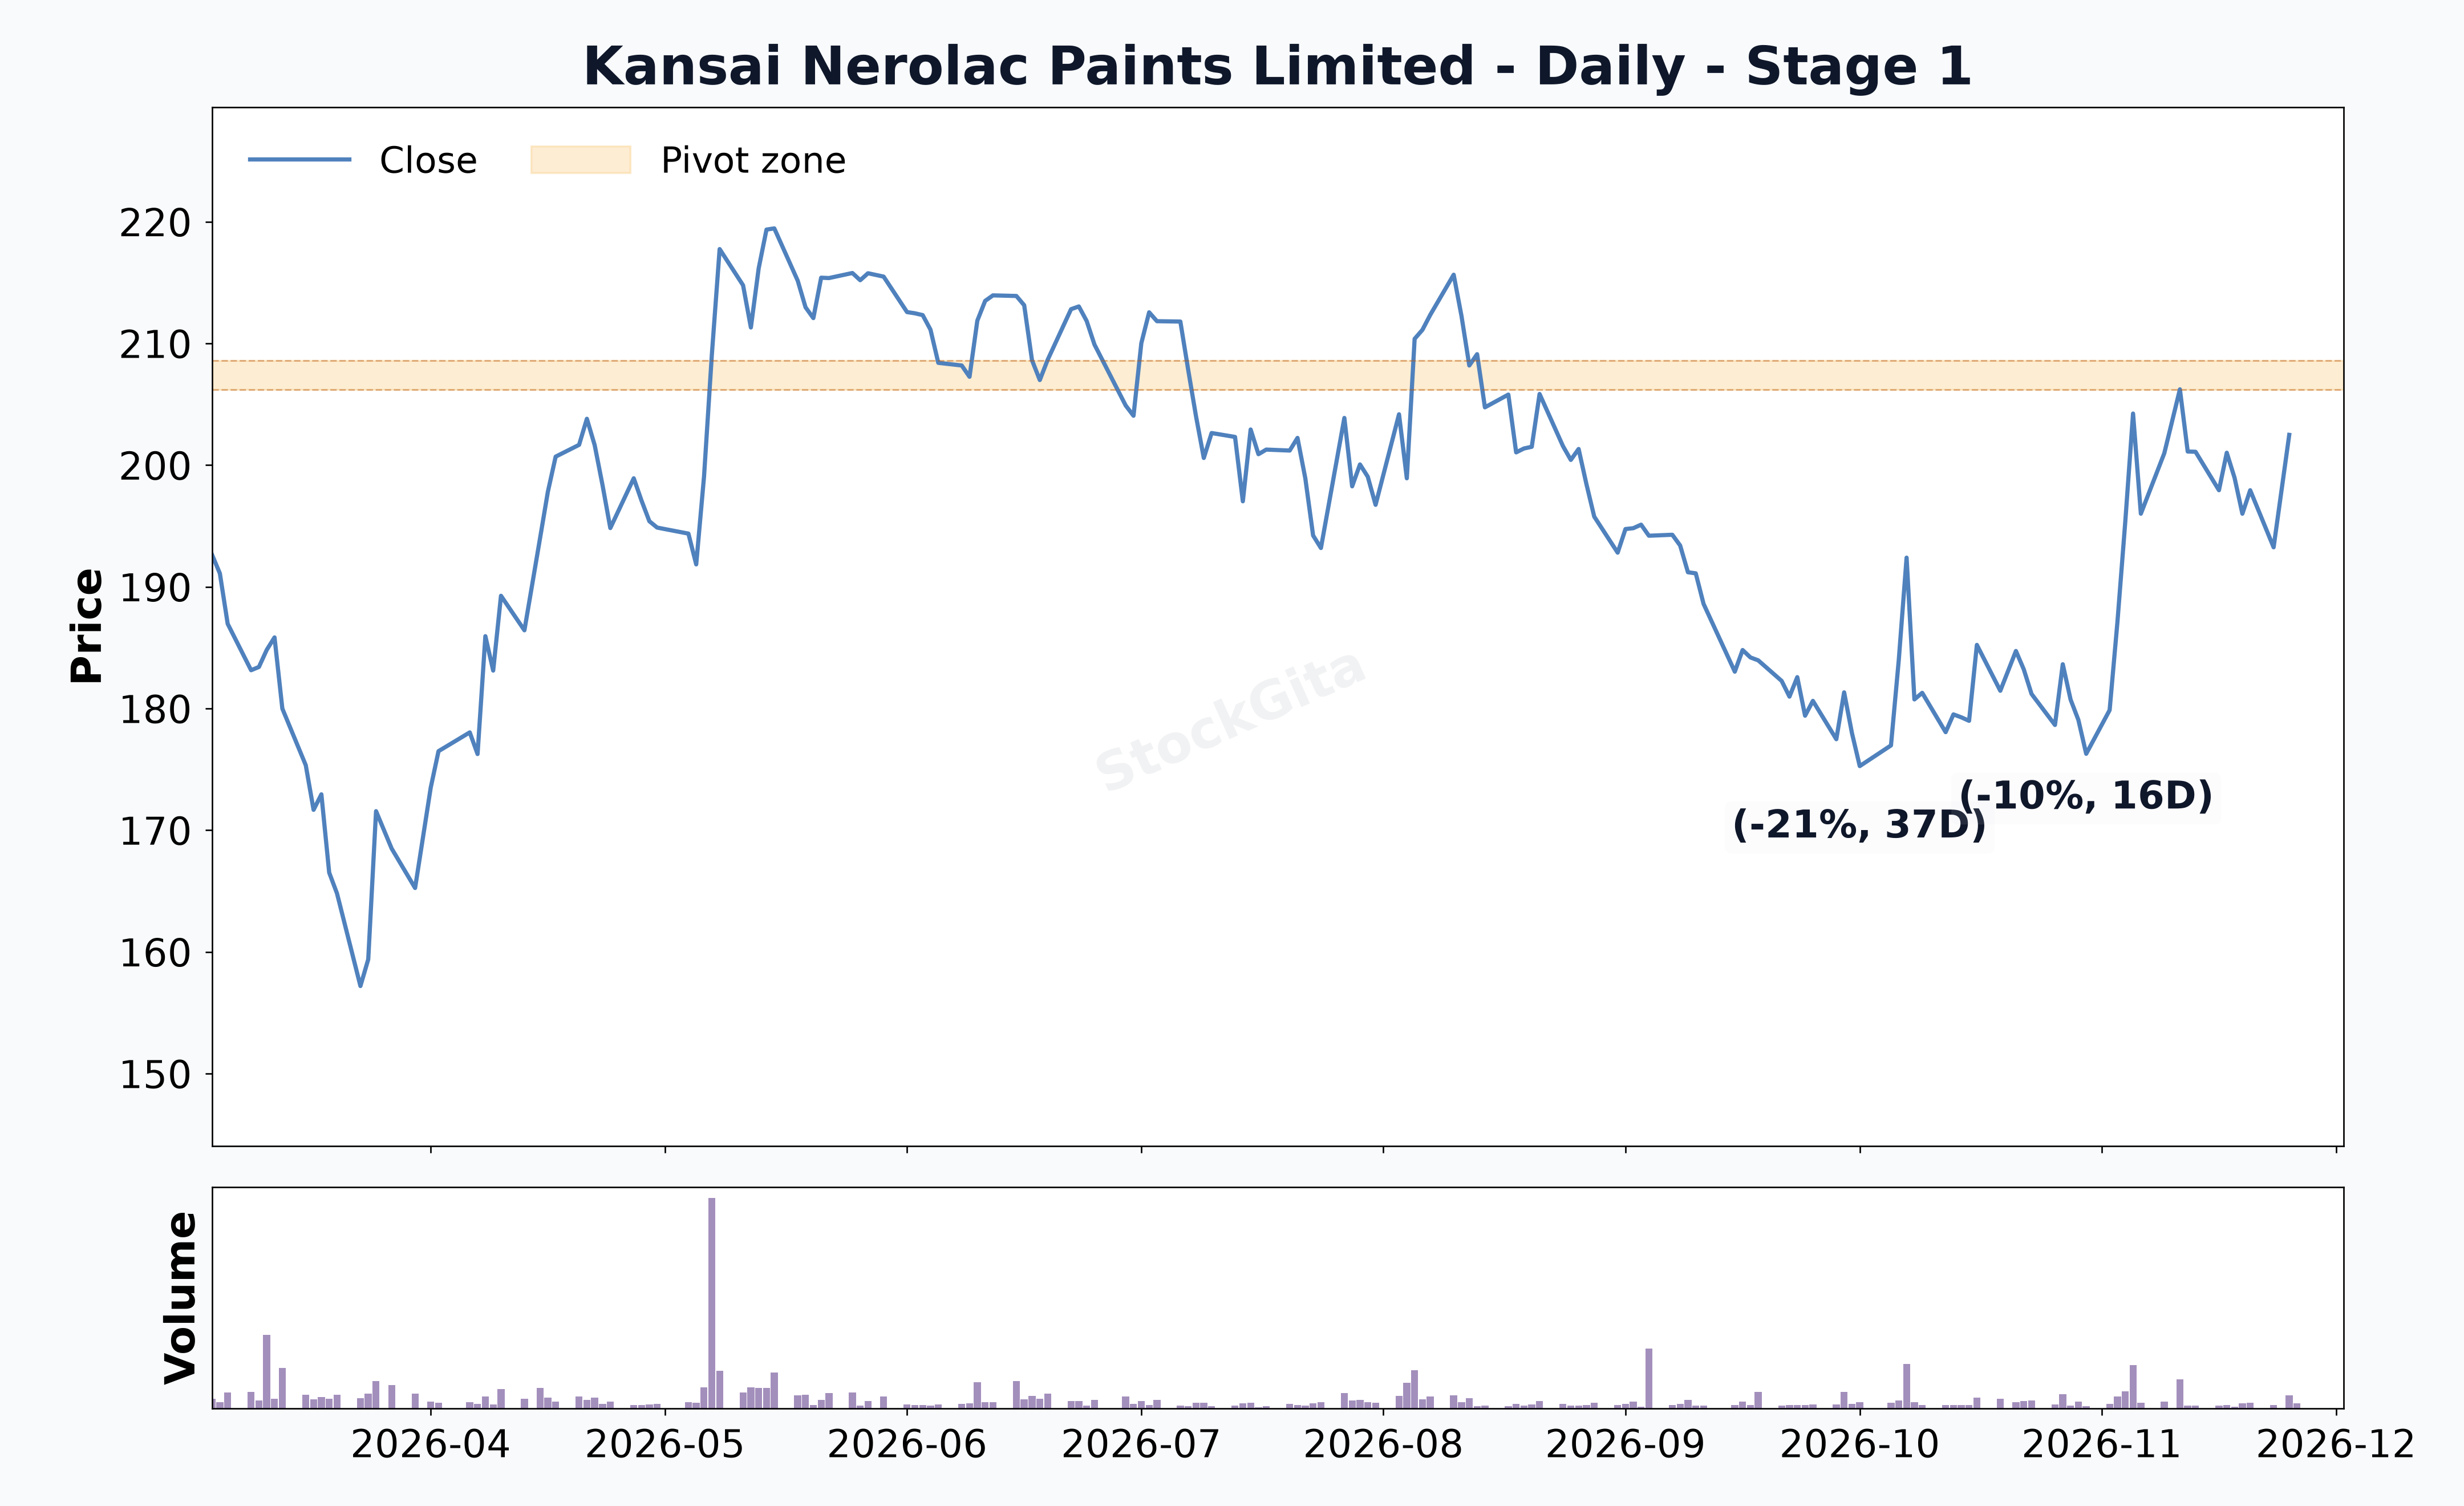 Kansai Nerolac Paints Limited - Daily - Stage 1
Close
Pivot zone
220
210
200
190
180
170
160
150
Price
StockGita
(-10%, 16D)
(-21%, 37D)
Volume
2026-04
2026-05
2026-06
2026-07
2026-08
2026-09
2026-10
2026-11
2026-12